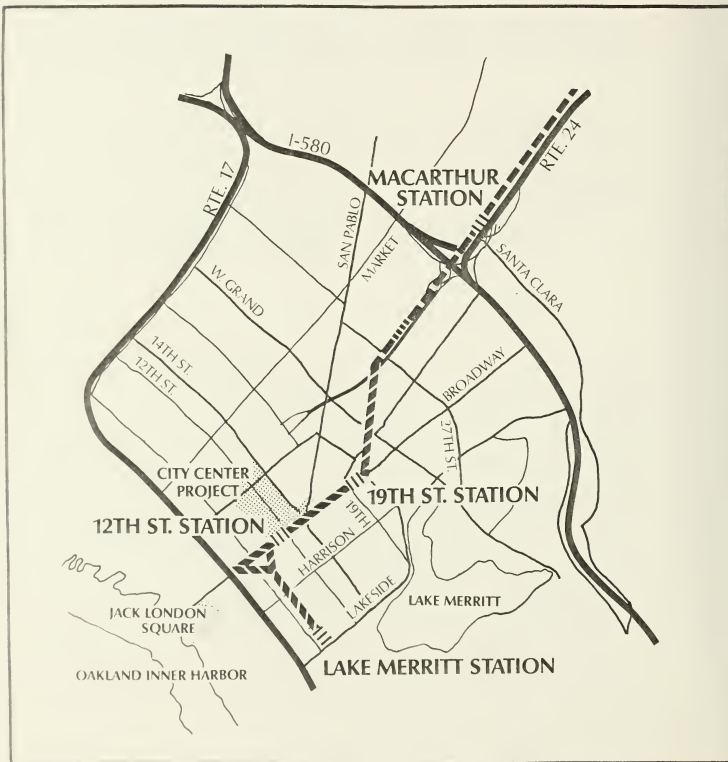 I-580
RTE. 17
RTE. 24
MACARTHUR
STATION
SAN PABLO
MARKET
SANTA CLARA
W. GRAND
14TH ST.
12TH ST.
BROADWAY
27TH ST.
CITY CENTER
PROJECT
19TH ST. STATION
12TH ST. STATION
19TH
HARRISON
LAKESIDE
LAKE MERRITT
JACK LONDON
SQUARE
LAKE MERRITT STATION
OAKLAND INNER HARBOR